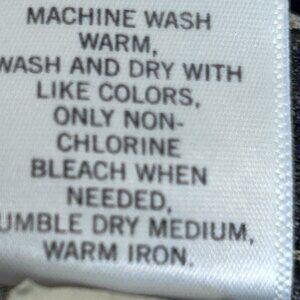 MACHINE WASH
WARM,
WASH AND DRY WITH
LIKE COLORS,
ONLY NON-
CHLORINE
BLEACH WHEN
NEEDED,
UMBLE DRY MEDIUM,
WARM IRON.